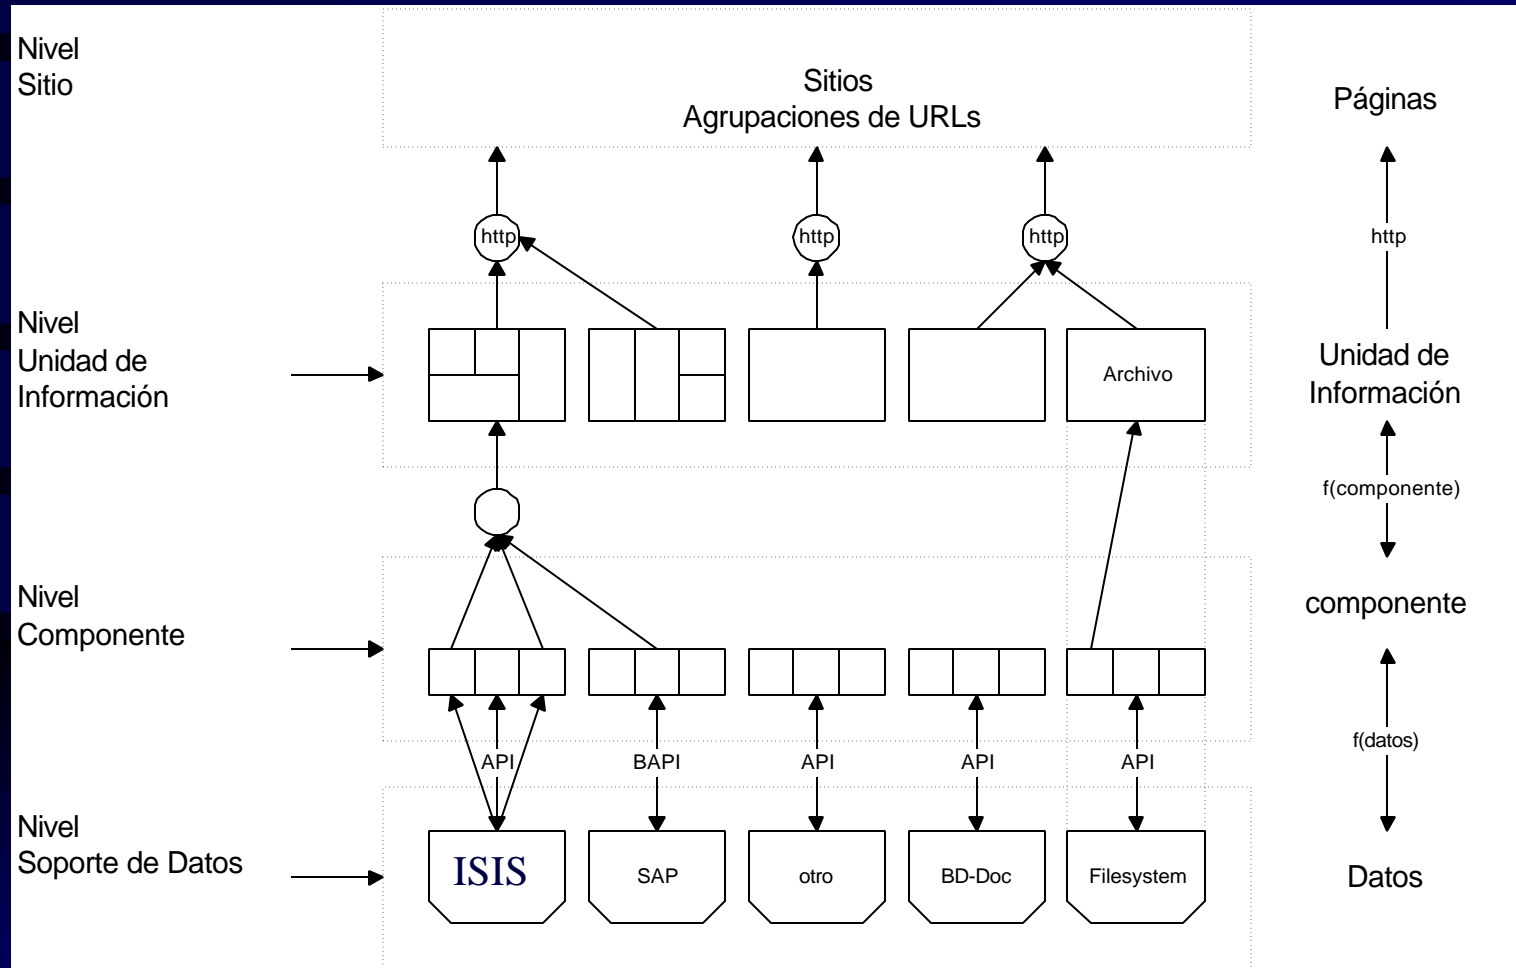 Nivel
Sitio
Sitios
Agrupaciones de URLs
Páginas
http
http
http
http
Nivel
Unidad de
Información
Archivo
Unidad de
Información
f(componente)
Nivel
Componente
componente
API
BAPI
API
API
API
f(datos)
Nivel
Soporte de Datos
ISIS
SAP
otro
BD-Doc
Filesystem
Datos